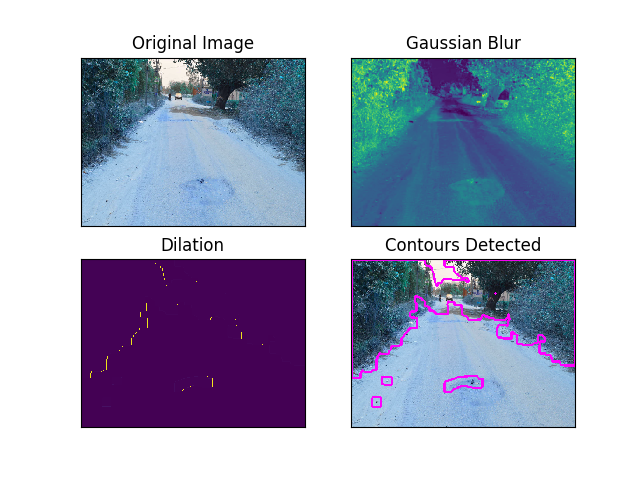 Original Image
Gaussian Blur
Dilation
Contours Detected